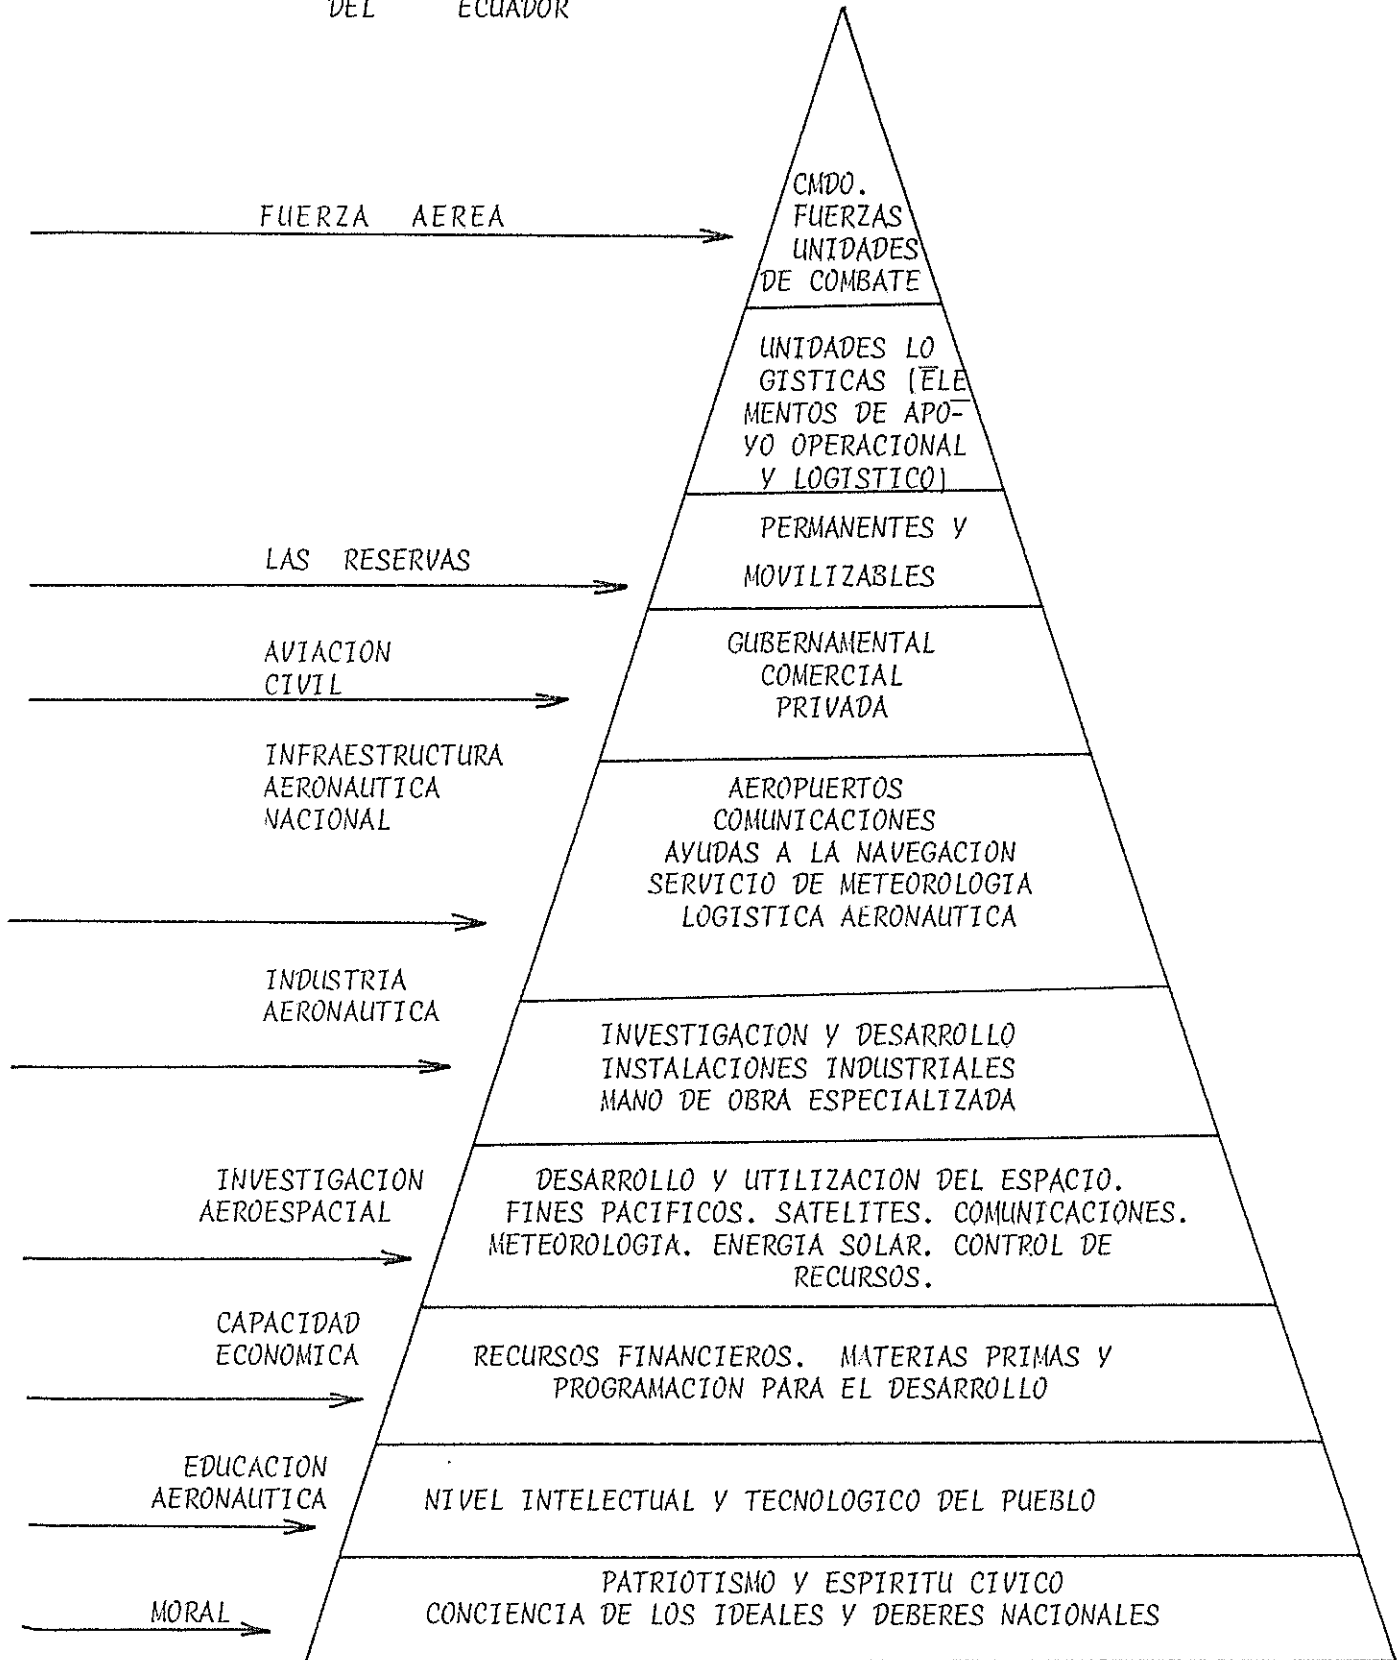 DEL ECUADOR
FUERZA AEREA
CMDO.
FUERZAS
UNIDADES
DE COMBATE
UNIDADES LO
GISTICAS (ELE
MENTOS DE APO-
YO OPERACIONAL
Y LOGISTICO)
LAS RESERVAS
PERMANENTES Y
MOVILIZABLES
AVIACION
CIVIL
GUBERNAMENTAL
COMERCIAL
PRIVADA
INFRAESTRUCTURA
AERONAUTICA
NACIONAL
AEROPUERTOS
COMUNICACIONES
AYUDAS A LA NAVEGACION
SERVICIO DE METEOROLOGIA
LOGISTICA AERONAUTICA
INDUSTRIA
AERONAUTICA
INVESTIGACION Y DESARROLLO
INSTALACIONES INDUSTRIALES
MANO DE OBRA ESPECIALIZADA
INVESTIGACION
AEROESPACIAL
DESARROLLO Y UTILIZACION DEL ESPACIO.
FINES PACIFICOS. SATELITES. COMUNICACIONES.
METEOROLOGIA. ENERGIA SOLAR. CONTROL DE
RECURSOS.
CAPACIDAD
ECONOMICA
RECURSOS FINANCIEROS. MATERIAS PRIMAS Y
PROGRAMACION PARA EL DESARROLLO
EDUCACION
AERONAUTICA
NIVEL INTELECTUAL Y TECNOLOGICO DEL PUEBLO
MORAL
PATRIOTISMO Y ESPIRITU CIVICO
CONCIENCIA DE LOS IDEALES Y DEBERES NACIONALES